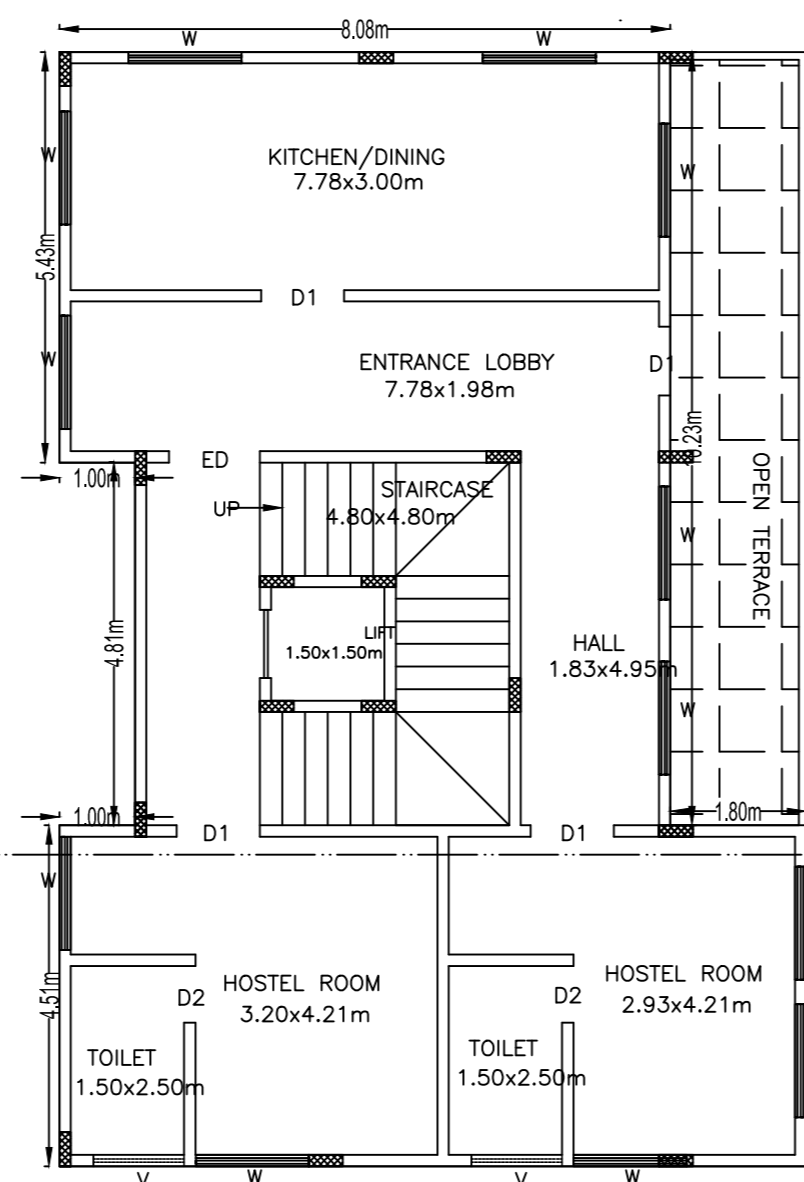 8.08m
W
W
KITCHEN/DINING
7.78x3.00m
W
W
5.43m
D1
ENTRANCE LOBBY
7.78x1.98m
D1
W
ED
1.00m
STAIRCASE
4.80x4.80m
UP
OPEN TERRACE
W
4.81m
LIFT
1.50x1.50m
HALL
1.83x4.95m
W
1.00m
1.80m
D1
D1
W
HOSTEL ROOM
3.20x4.21m
HOSTEL ROOM
2.93x4.21m
D2
D2
4.51m
TOILET
1.50x2.50m
TOILET
1.50x2.50m
V
W
V
W